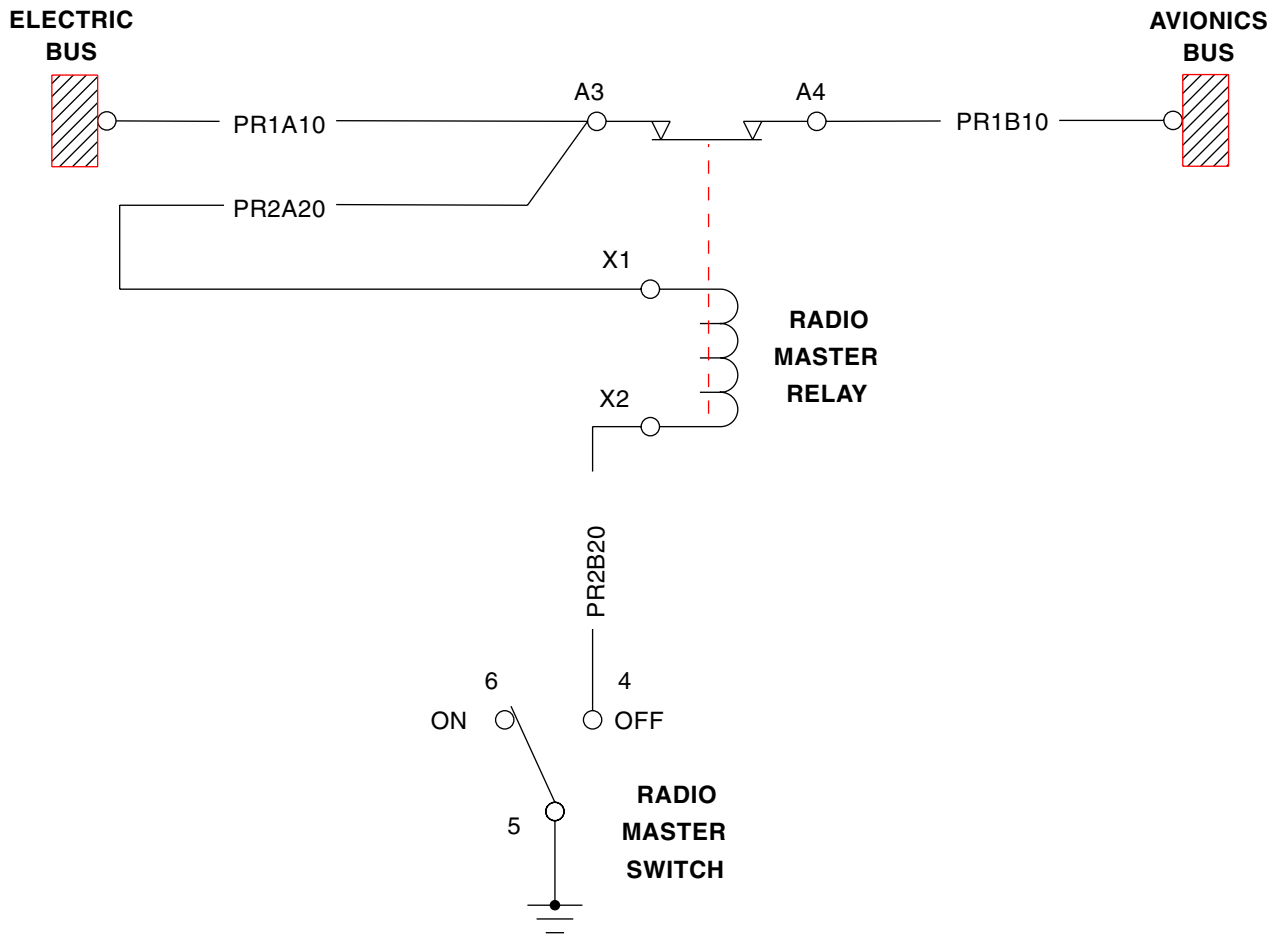 ELECTRIC
BUS
AVIONICS
BUS
A3
A4
PR1A10
PR1B10
PR2A20
X1
RADIO
MASTER
RELAY
X2
PR2B20
6
4
ON
OFF
5
RADIO
MASTER
SWITCH